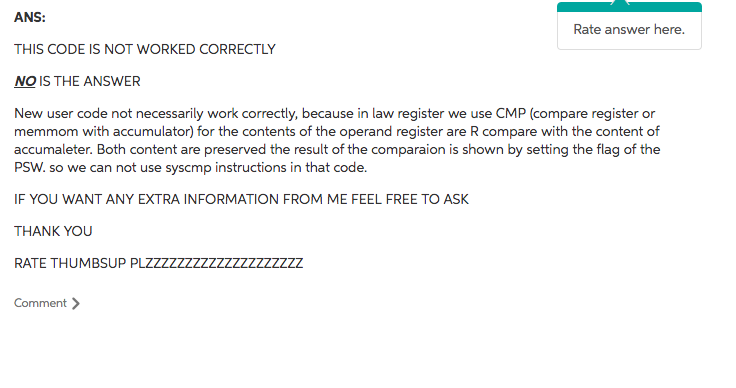 ANS:
Rate answer here.
THIS CODE IS NOT WORKED CORRECTLY
NO IS THE ANSWER
New user code not necessarily work correctly, because in law register we use CMP (compare register or
memmom with accumulator) for the contents of the operand register are R compare with the content of
accumaleter. Both content are preserved the result of the comparaion is shown by setting the flag of the
PSW. so we can not use syscmp instructions in that code.
IF YOU WANT ANY EXTRA INFORMATION FROM ME FEEL FREE TO ASK
THANK YOU
RATE THUMBSUP PLZZZZZZZZZZZZZZZZZZZZZ
Comment